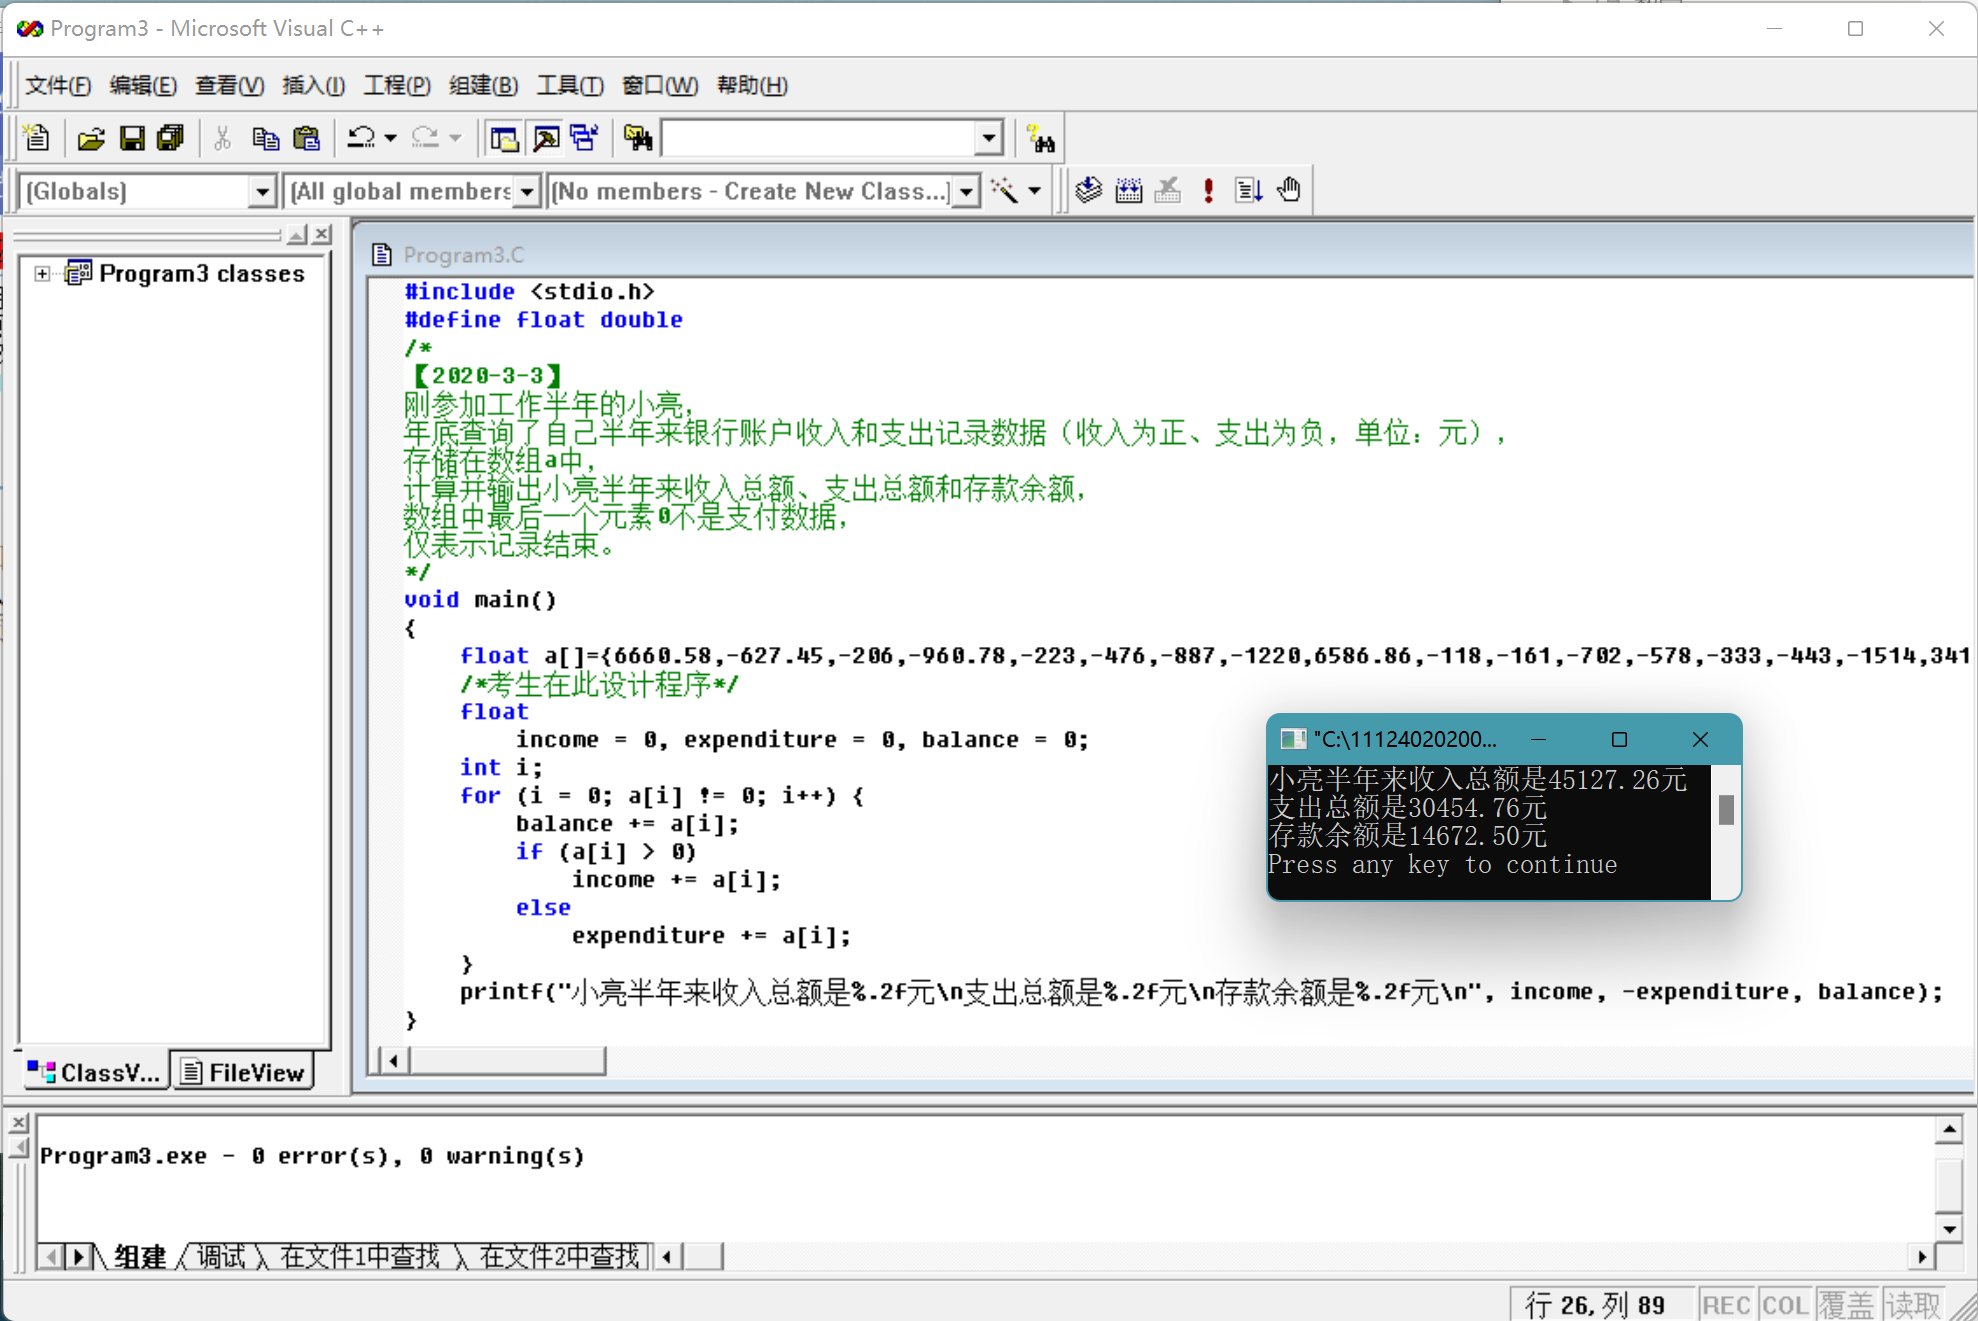 Program3 - Microsoft Visual C++
文件(F) 编辑(E) 查看(V) 插入(I) 工程(P) 组建(B) 工具(T) 窗口(W) 帮助(H)
(Globals) (All global members (No members - Create New Class...)
Program3 classes
Program3.C
#include <stdio.h>
#define float double
/*
【2020-3-3】
刚参加工作半年的小亮，
年底查询了自己半年来银行账户收入和支出记录数据（收入为正、支出为负，单位：元），
存储在数组a中，
计算并输出小亮半年来收入总额、支出总额和存款余额，
数组中最后一个元素0不是支付数据，
仅表示记录结束。
*/
void main()
{
    float a[]={6660.58,-627.45,-206,-960.78,-223,-476,-887,-1220,6586.86,-118,-161,-702,-578,-333,-443,-1514,341
    /*考生在此设计程序*/
    float
        income = 0, expenditure = 0, balance = 0;
    int i;
    for (i = 0; a[i] != 0; i++) {
        balance += a[i];
        if (a[i] > 0)
            income += a[i];
        else
            expenditure += a[i];
    }
    printf("小亮半年来收入总额是%.2f元\n支出总额是%.2f元\n存款余额是%.2f元\n", income, -expenditure, balance);
}
"C:\11124020200...
小亮半年来收入总额是45127.26元
支出总额是30454.76元
存款余额是14672.50元
Press any key to continue
ClassV... FileView
Program3.exe - 0 error(s), 0 warning(s)
组建 调试 在文件1中查找 在文件2中查找
行 26, 列 89 REC COL 覆盖 读取